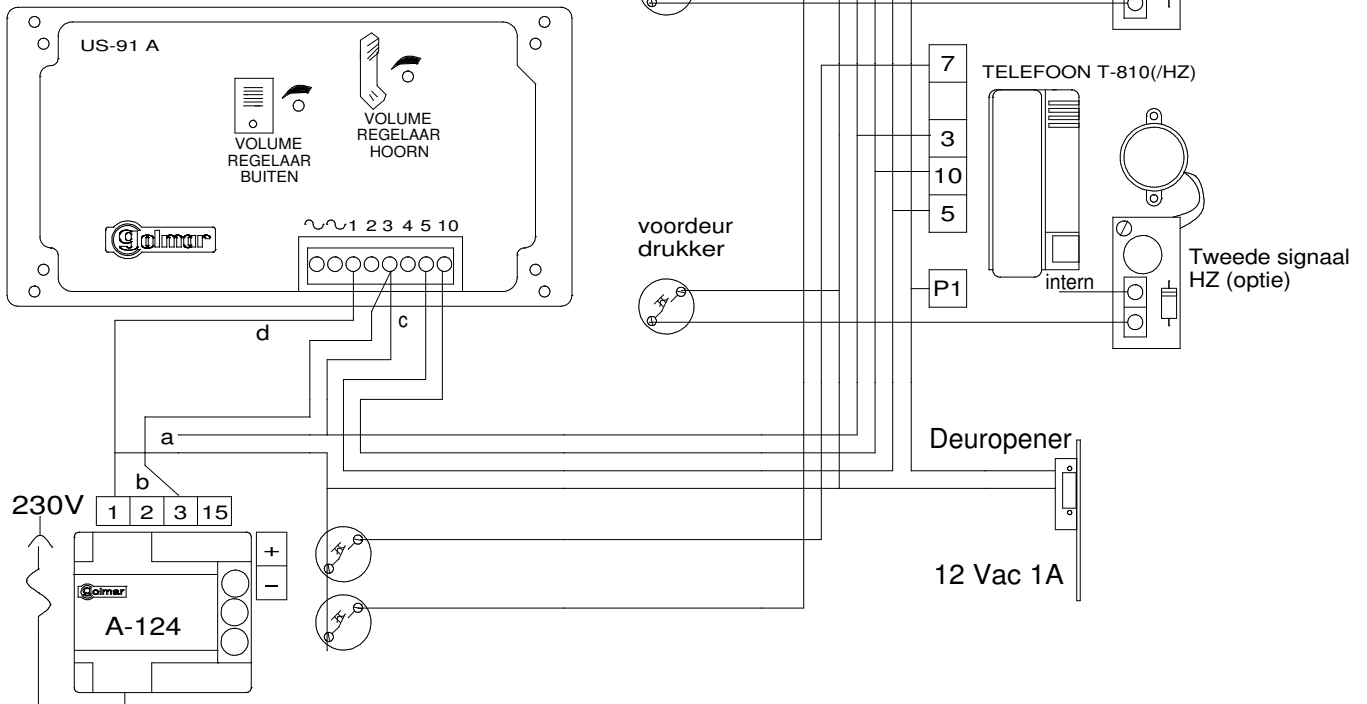 US-91 A
VOLUME
REGELAAR
BUITEN
VOLUME
REGELAAR
HOORN
golmar
1 2 3 4 5 10
d
c
a
b
230V
1 2 3 15
+
–
Golmar
A-124
voordeur
drukker
7
3
10
5
P1
TELEFOON T-810(/HZ)
intern
Tweede signaal
HZ (optie)
Deuropener
12 Vac 1A